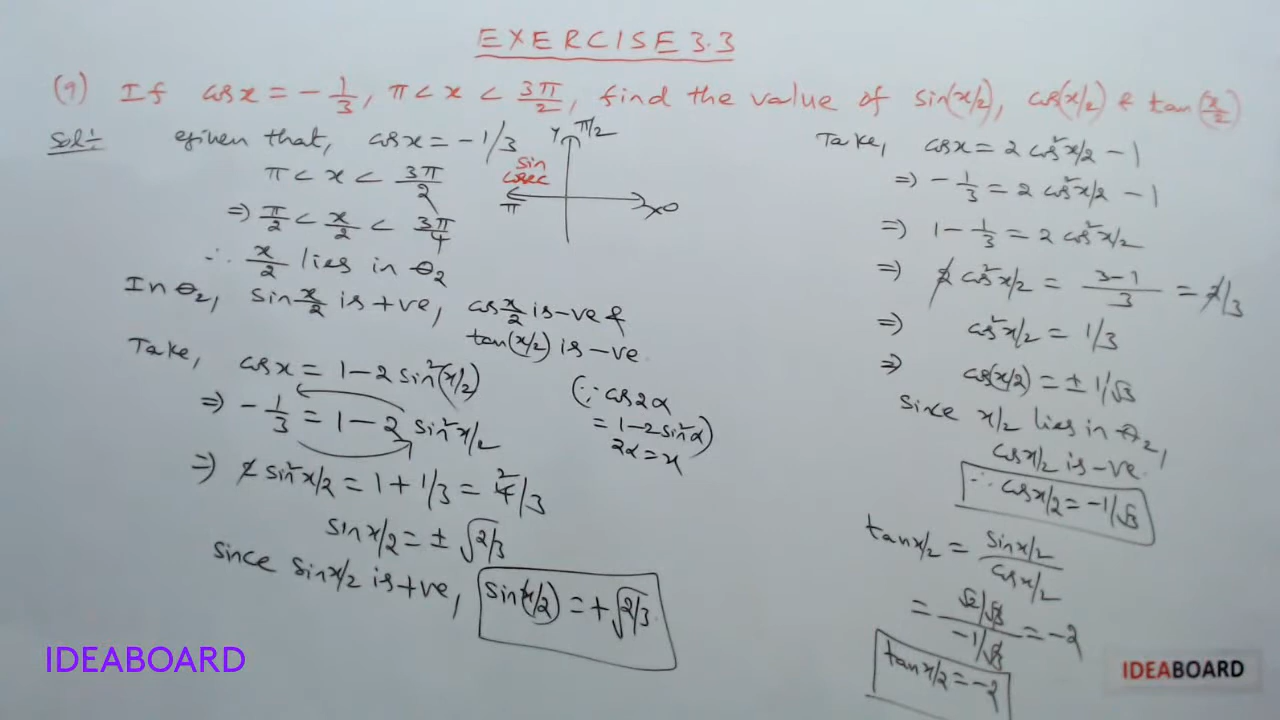 EXERCISE 3.3
(9) If cos x = -1/3, π < x < 3π/2, find the value of sin(x/2), cos(x/2) & tan(x/2)
Sol:- Given that, cos x = -1/3
π < x < 3π/2
⇒ π/2 < x/2 < 3π/4
∴ x/2 lies in Q2
In Q2, sin x/2 is +ve, cos x/2 is -ve &
tan(x/2) is -ve
Y π/2
sin
cosec
π
X 0
Take, cos x = 1 - 2 sin²(x/2)
(∵ cos 2α
= 1 - 2 sin²α)
2α = x
⇒ -1/3 = 1 - 2 sin² x/2
⇒ 2 sin² x/2 = 1 + 1/3 = 4/3
2
sin x/2 = ± √2/3
Since sin x/2 is +ve, sin(x/2) = + √2/3.
Take, cos x = 2 cos² x/2 - 1
⇒ -1/3 = 2 cos² x/2 - 1
⇒ 1 - 1/3 = 2 cos² x/2
⇒ 2 cos² x/2 = 3-1/3 = 2/3
⇒ cos² x/2 = 1/3
⇒ cos(x/2) = ± 1/√3
Since x/2 lies in Q2,
cos x/2 is -ve.
∴ cos x/2 = -1/√3
tan x/2 = sin x/2 / cos x/2
= √2/√3 / -1/√3 = -2
tan x/2 = -2
IDEABOARD
IDEABOARD